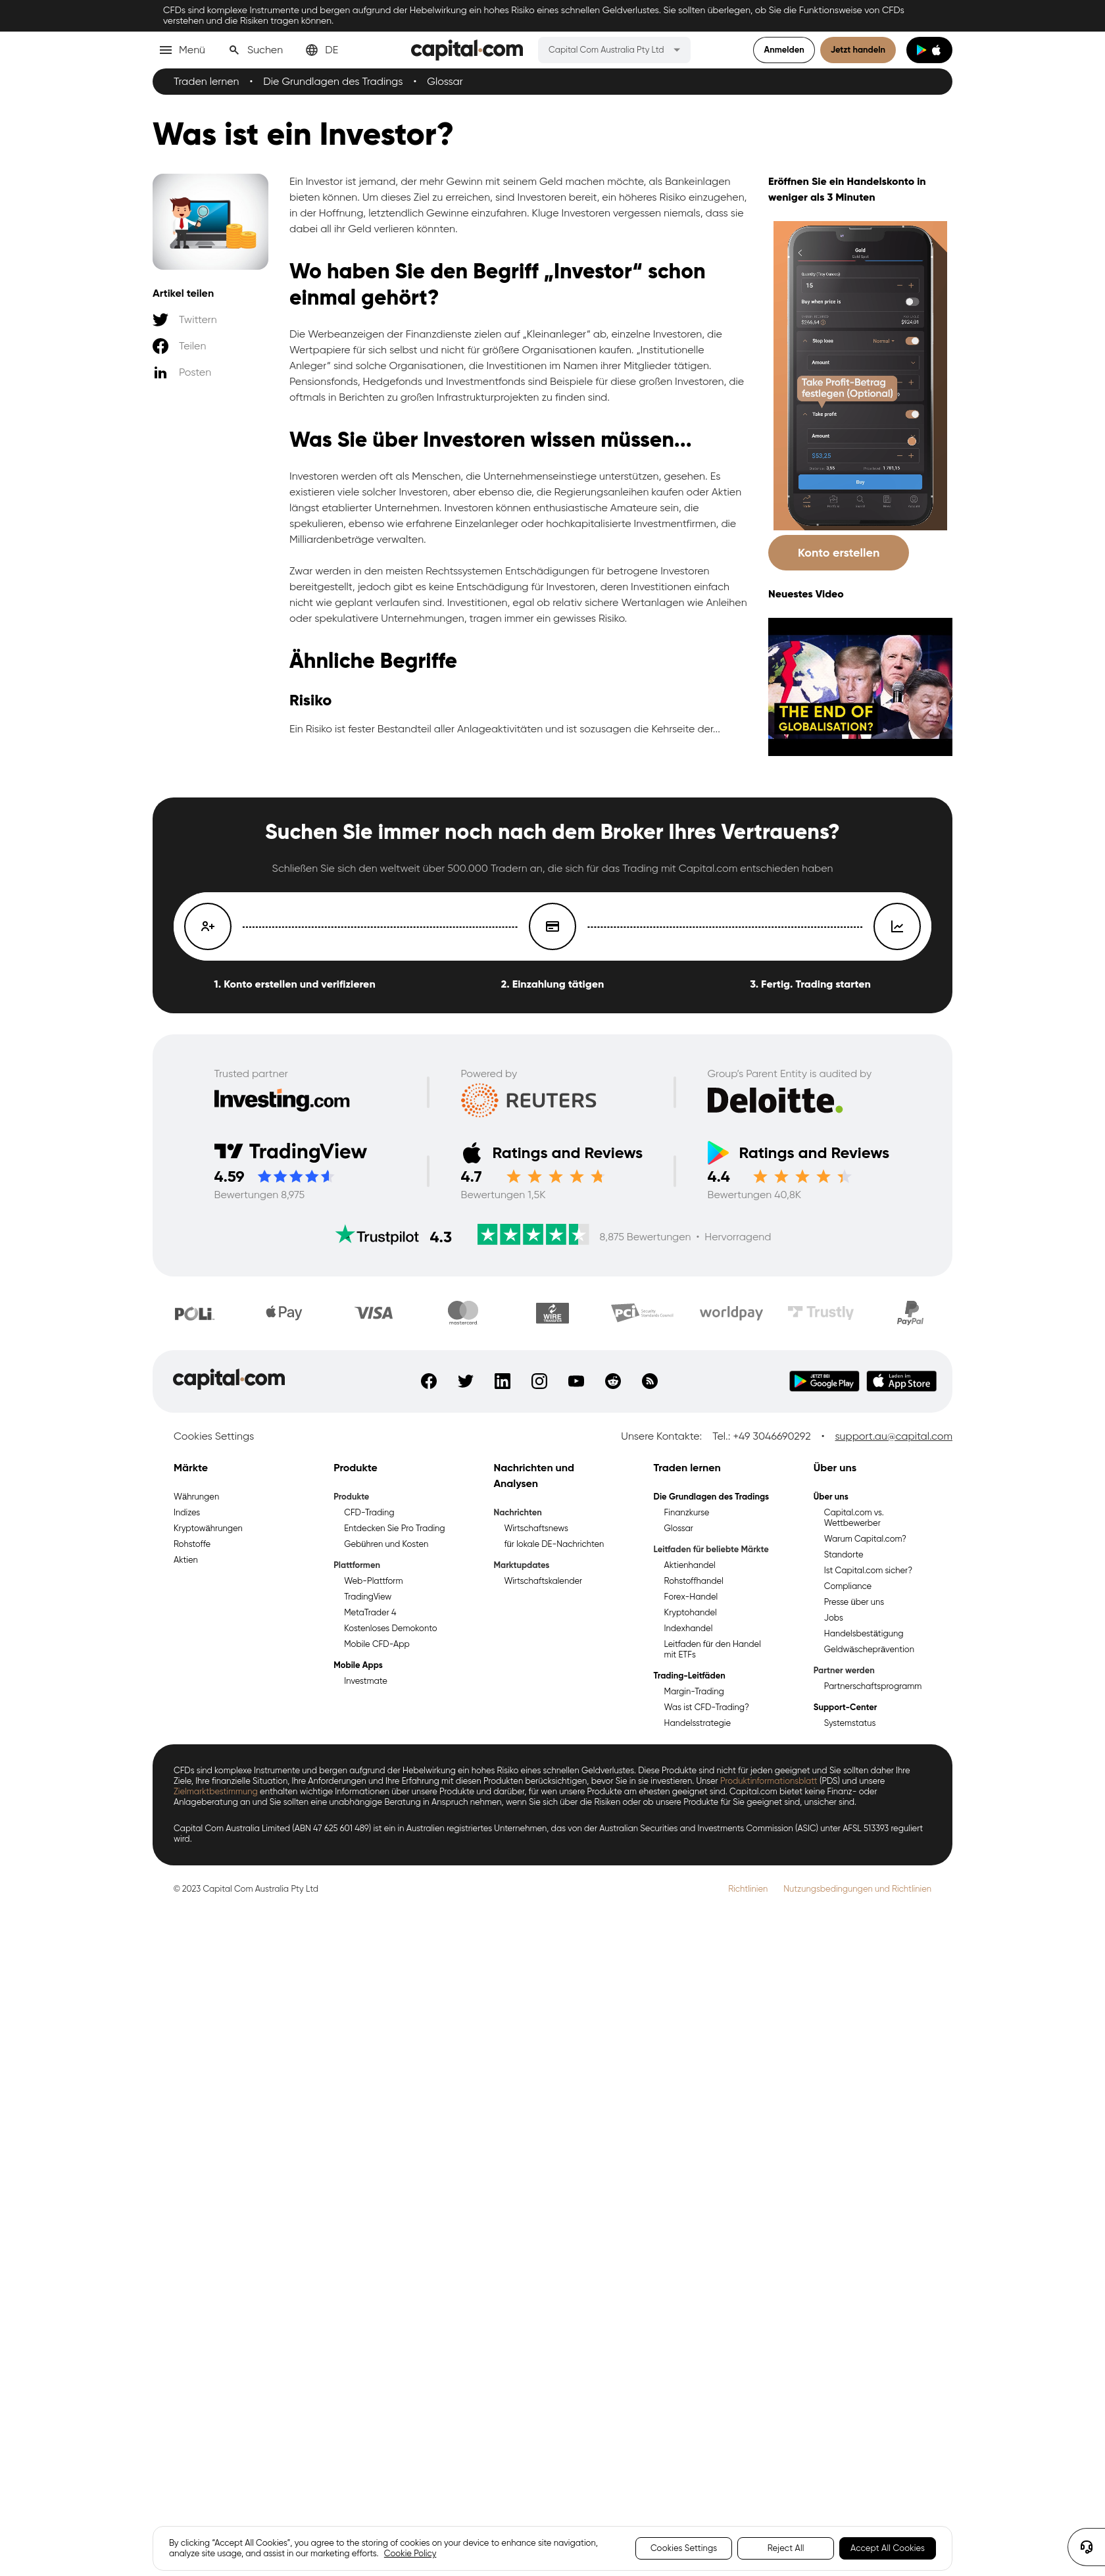 CFDs sind komplexe Instrumente und bergen aufgrund der Hebelwirkung ein hohes Risiko eines schnellen Geldverlustes. Sie sollten überlegen, ob Sie die Funktionsweise von CFDs
verstehen und die Risiken tragen können.
Menü Suchen DE capital.com Capital Com Australia Pty Ltd Anmelden Jetzt handeln
Traden lernen • Die Grundlagen des Tradings • Glossar
Was ist ein Investor?
Artikel teilen
Twittern
Teilen
Posten
Ein Investor ist jemand, der mehr Gewinn mit seinem Geld machen möchte, als Bankeinlagen
bieten können. Um dieses Ziel zu erreichen, sind Investoren bereit, ein höheres Risiko einzugehen,
in der Hoffnung, letztendlich Gewinne einzufahren. Kluge Investoren vergessen niemals, dass sie
dabei all ihr Geld verlieren könnten.
Wo haben Sie den Begriff „Investor“ schon
einmal gehört?
Die Werbeanzeigen der Finanzdienste zielen auf „Kleinanleger“ ab, einzelne Investoren, die
Wertpapiere für sich selbst und nicht für größere Organisationen kaufen. „Institutionelle
Anleger“ sind solche Organisationen, die Investitionen im Namen ihrer Mitglieder tätigen.
Pensionsfonds, Hedgefonds und Investmentfonds sind Beispiele für diese großen Investoren, die
oftmals in Berichten zu großen Infrastrukturprojekten zu finden sind.
Was Sie über Investoren wissen müssen...
Investoren werden oft als Menschen, die Unternehmenseinstiege unterstützen, gesehen. Es
existieren viele solcher Investoren, aber ebenso die, die Regierungsanleihen kaufen oder Aktien
längst etablierter Unternehmen. Investoren können enthusiastische Amateure sein, die
spekulieren, ebenso wie erfahrene Einzelanleger oder hochkapitalisierte Investmentfirmen, die
Milliardenbeträge verwalten.
Zwar werden in den meisten Rechtssystemen Entschädigungen für betrogene Investoren
bereitgestellt, jedoch gibt es keine Entschädigung für Investoren, deren Investitionen einfach
nicht wie geplant verlaufen sind. Investitionen, egal ob relativ sichere Wertanlagen wie Anleihen
oder spekulativere Unternehmungen, tragen immer ein gewisses Risiko.
Ähnliche Begriffe
Risiko
Ein Risiko ist fester Bestandteil aller Anlageaktivitäten und ist sozusagen die Kehrseite der...
Eröffnen Sie ein Handelskonto in
weniger als 3 Minuten
Gold
15
Buy when price is
Stop loss Normal
Amount
Take Profit-Betrag
festlegen (Optional)
Take profit
Amount
Buy
Konto erstellen
Neuestes Video
THE END OF
GLOBALISATION?
Suchen Sie immer noch nach dem Broker Ihres Vertrauens?
Schließen Sie sich den weltweit über 500.000 Tradern an, die sich für das Trading mit Capital.com entschieden haben
1. Konto erstellen und verifizieren 2. Einzahlung tätigen 3. Fertig. Trading starten
Trusted partner Powered by Group's Parent Entity is audited by
Investing.com REUTERS Deloitte.
TradingView Ratings and Reviews Ratings and Reviews
4.59 4.7 4.4
Bewertungen 8,975 Bewertungen 1,5K Bewertungen 40,8K
Trustpilot 4.3 8,875 Bewertungen • Hervorragend
POLi Pay VISA mastercard WIRE TRANSFER PCI worldpay Trustly PayPal
capital.com JETZT BEI Google Play Laden im App Store
Cookies Settings Unsere Kontakte: Tel.: +49 3046690292 • support.au@capital.com
Märkte
Währungen
Indizes
Kryptowährungen
Rohstoffe
Aktien
Produkte
Produkte
CFD-Trading
Entdecken Sie Pro Trading
Gebühren und Kosten
Plattformen
Web-Plattform
TradingView
MetaTrader 4
Kostenloses Demokonto
Mobile CFD-App
Mobile Apps
Investmate
Nachrichten und
Analysen
Nachrichten
Wirtschaftsnews
für lokale DE-Nachrichten
Marktupdates
Wirtschaftskalender
Traden lernen
Die Grundlagen des Tradings
Finanzkurse
Glossar
Leitfaden für beliebte Märkte
Aktienhandel
Rohstoffhandel
Forex-Handel
Kryptohandel
Indexhandel
Leitfaden für den Handel
mit ETFs
Trading-Leitfäden
Margin-Trading
Was ist CFD-Trading?
Handelsstrategie
Über uns
Über uns
Capital.com vs.
Wettbewerber
Warum Capital.com?
Standorte
Ist Capital.com sicher?
Compliance
Presse über uns
Jobs
Handelsbestätigung
Geldwäscheprävention
Partner werden
Partnerschaftsprogramm
Support-Center
Systemstatus
CFDs sind komplexe Instrumente und bergen aufgrund der Hebelwirkung ein hohes Risiko eines schnellen Geldverlustes. Diese Produkte sind nicht für jeden geeignet und Sie sollten daher Ihre
Ziele, Ihre finanzielle Situation, Ihre Anforderungen und Ihre Erfahrung mit diesen Produkten berücksichtigen, bevor Sie in sie investieren. Unser Produktinformationsblatt (PDS) und unsere
Zielmarktbestimmung enthalten wichtige Informationen über unsere Produkte und darüber, für wen unsere Produkte am ehesten geeignet sind. Capital.com bietet keine Finanz- oder
Anlageberatung an und Sie sollten eine unabhängige Beratung in Anspruch nehmen, wenn Sie sich über die Risiken oder ob unsere Produkte für Sie geeignet sind, unsicher sind.
Capital Com Australia Limited (ABN 47 625 601 489) ist ein in Australien registriertes Unternehmen, das von der Australian Securities and Investments Commission (ASIC) unter AFSL 513393 reguliert
wird.
© 2023 Capital Com Australia Pty Ltd Richtlinien Nutzungsbedingungen und Richtlinien
By clicking “Accept All Cookies”, you agree to the storing of cookies on your device to enhance site navigation,
analyze site usage, and assist in our marketing efforts. Cookie Policy
Cookies Settings Reject All Accept All Cookies